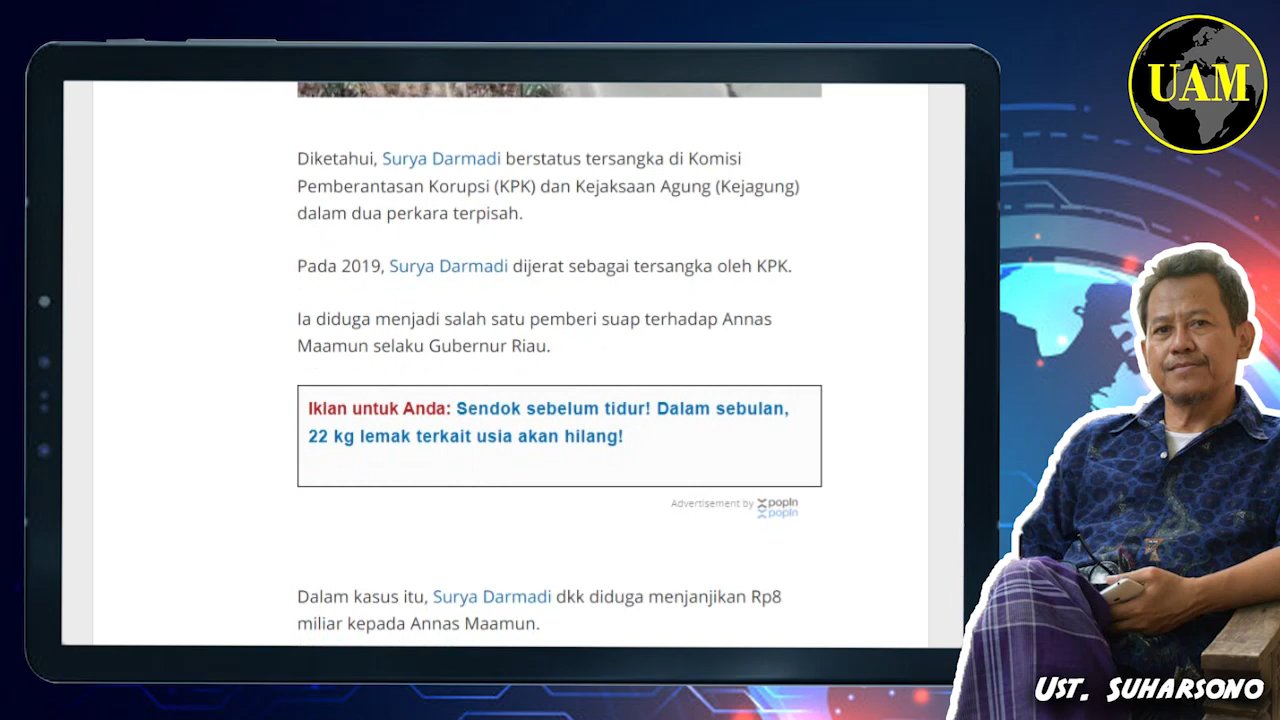 UAM
Diketahui, Surya Darmadi berstatus tersangka di Komisi
Pemberantasan Korupsi (KPK) dan Kejaksaan Agung (Kejagung)
dalam dua perkara terpisah.
Pada 2019, Surya Darmadi dijerat sebagai tersangka oleh KPK.
Ia diduga menjadi salah satu pemberi suap terhadap Annas
Maamun selaku Gubernur Riau.
Iklan untuk Anda: Sendok sebelum tidur! Dalam sebulan,
22 kg lemak terkait usia akan hilang!
Advertisement by popIn
popIn
Dalam kasus itu, Surya Darmadi dkk diduga menjanjikan Rp8
miliar kepada Annas Maamun.
UST. SUHARSONO